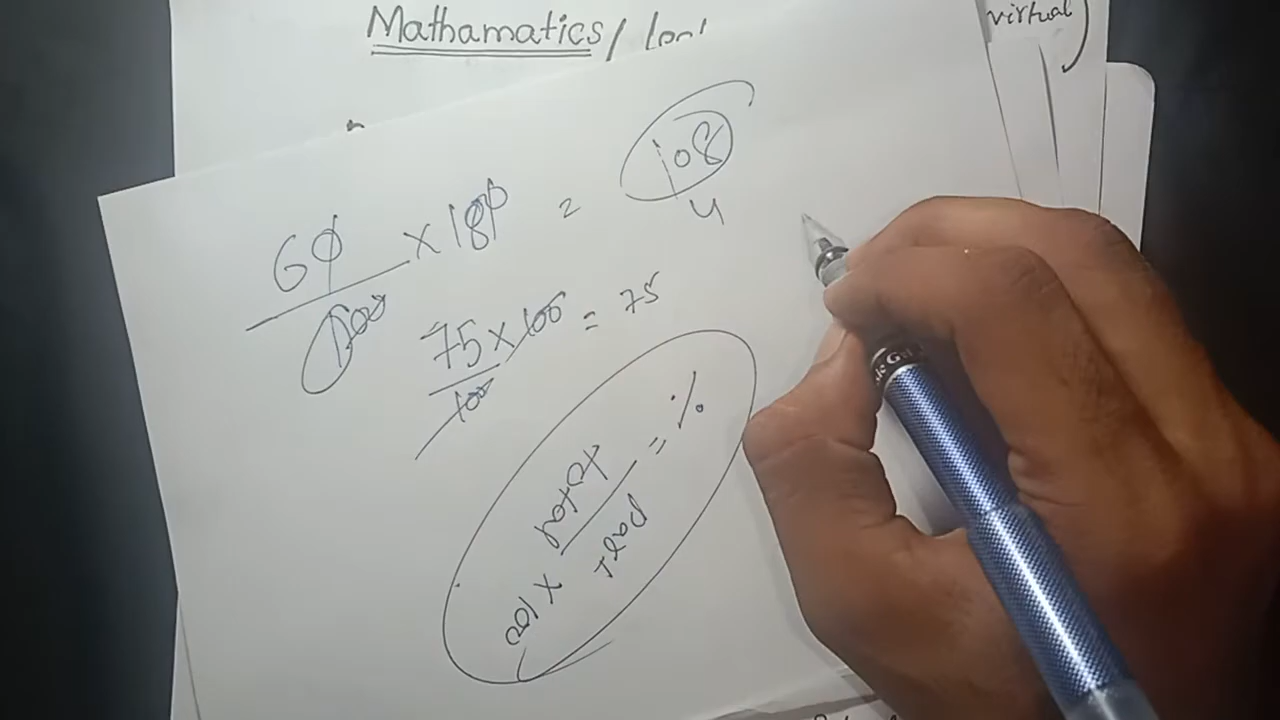 Mathamatics /
virtual)
60/100 × 180 = 108
4
75 × 100 / 100 = 75
Part / total × 100 = %